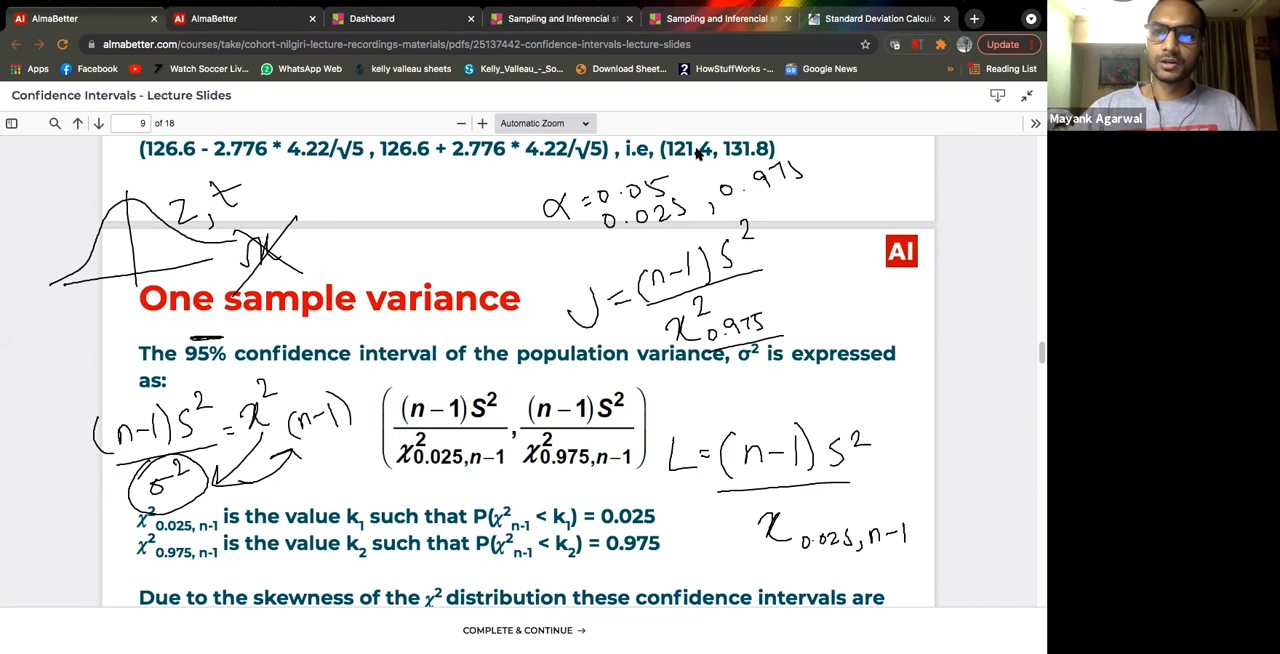 AlmaBetter
AlmaBetter
Dashboard
Sampling and Inferencial st
Sampling and Inferencial st
Standard Deviation Calcula
almabetter.com/courses/take/cohort-nilgiri-lecture-recordings-materials/pdfs/25137442-confidence-intervals-lecture-slides
Update
Apps
Facebook
Watch Soccer Liv...
WhatsApp Web
kelly valleau sheets
Kelly_Valleau_-_So...
Download Sheet...
HowStuffWorks -...
Google News
Reading List
Confidence Intervals - Lecture Slides
Mayank Agarwal
9 of 18
Automatic Zoom
(126.6 - 2.776 * 4.22/√5 , 126.6 + 2.776 * 4.22/√5) , i.e, (121.4, 131.8)
α = 0.05
0.025 , 0.975
z, t
AI
U = (n-1) S²
χ² 0.975
One sample variance
The 95% confidence interval of the population variance, σ² is expressed
as:
(n-1) S² = χ² (n-1)
σ²
(n – 1)S² , (n – 1)S²
χ²0.025,n–1 χ²0.975,n–1
L = (n-1) S²
χ 0.025, n-1
χ²0.025, n-1 is the value k1 such that P(χ²n-1 < k1) = 0.025
χ²0.975, n-1 is the value k2 such that P(χ²n-1 < k2) = 0.975
Due to the skewness of the χ² distribution these confidence intervals are
COMPLETE & CONTINUE →